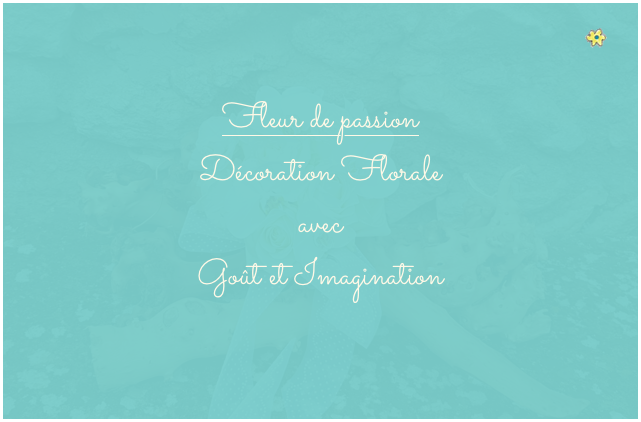 Fleur de passion
Décoration Florale
avec
Goût et Imagination